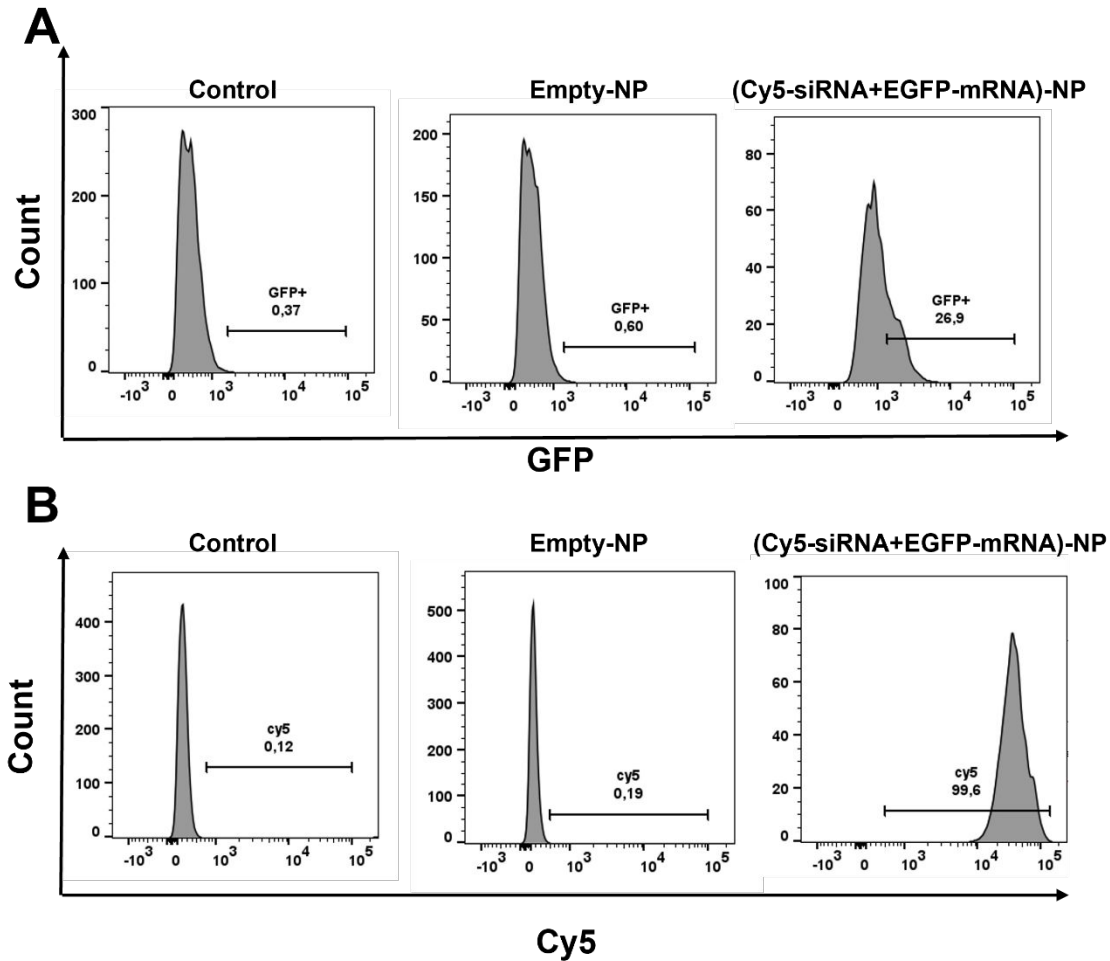 A
Control
Empty-NP
(Cy5-siRNA+EGFP-mRNA)-NP
Count
300
200
100
0
GFP+
0,37
-10³ 0 10³ 10⁴ 10⁵
200
150
100
50
0
GFP+
0,60
-10³ 0 10³ 10⁴ 10⁵
80
60
40
20
0
GFP+
26,9
-10³ 0 10³ 10⁴ 10⁵
GFP
B
Control
Empty-NP
(Cy5-siRNA+EGFP-mRNA)-NP
Count
400
300
200
100
0
cy5
0,12
-10³ 0 10³ 10⁴ 10⁵
500
400
300
200
100
0
cy5
0,19
-10³ 0 10³ 10⁴ 10⁵
100
80
60
40
20
0
cy5
99,6
-10³ 0 10³ 10⁴ 10⁵
Cy5